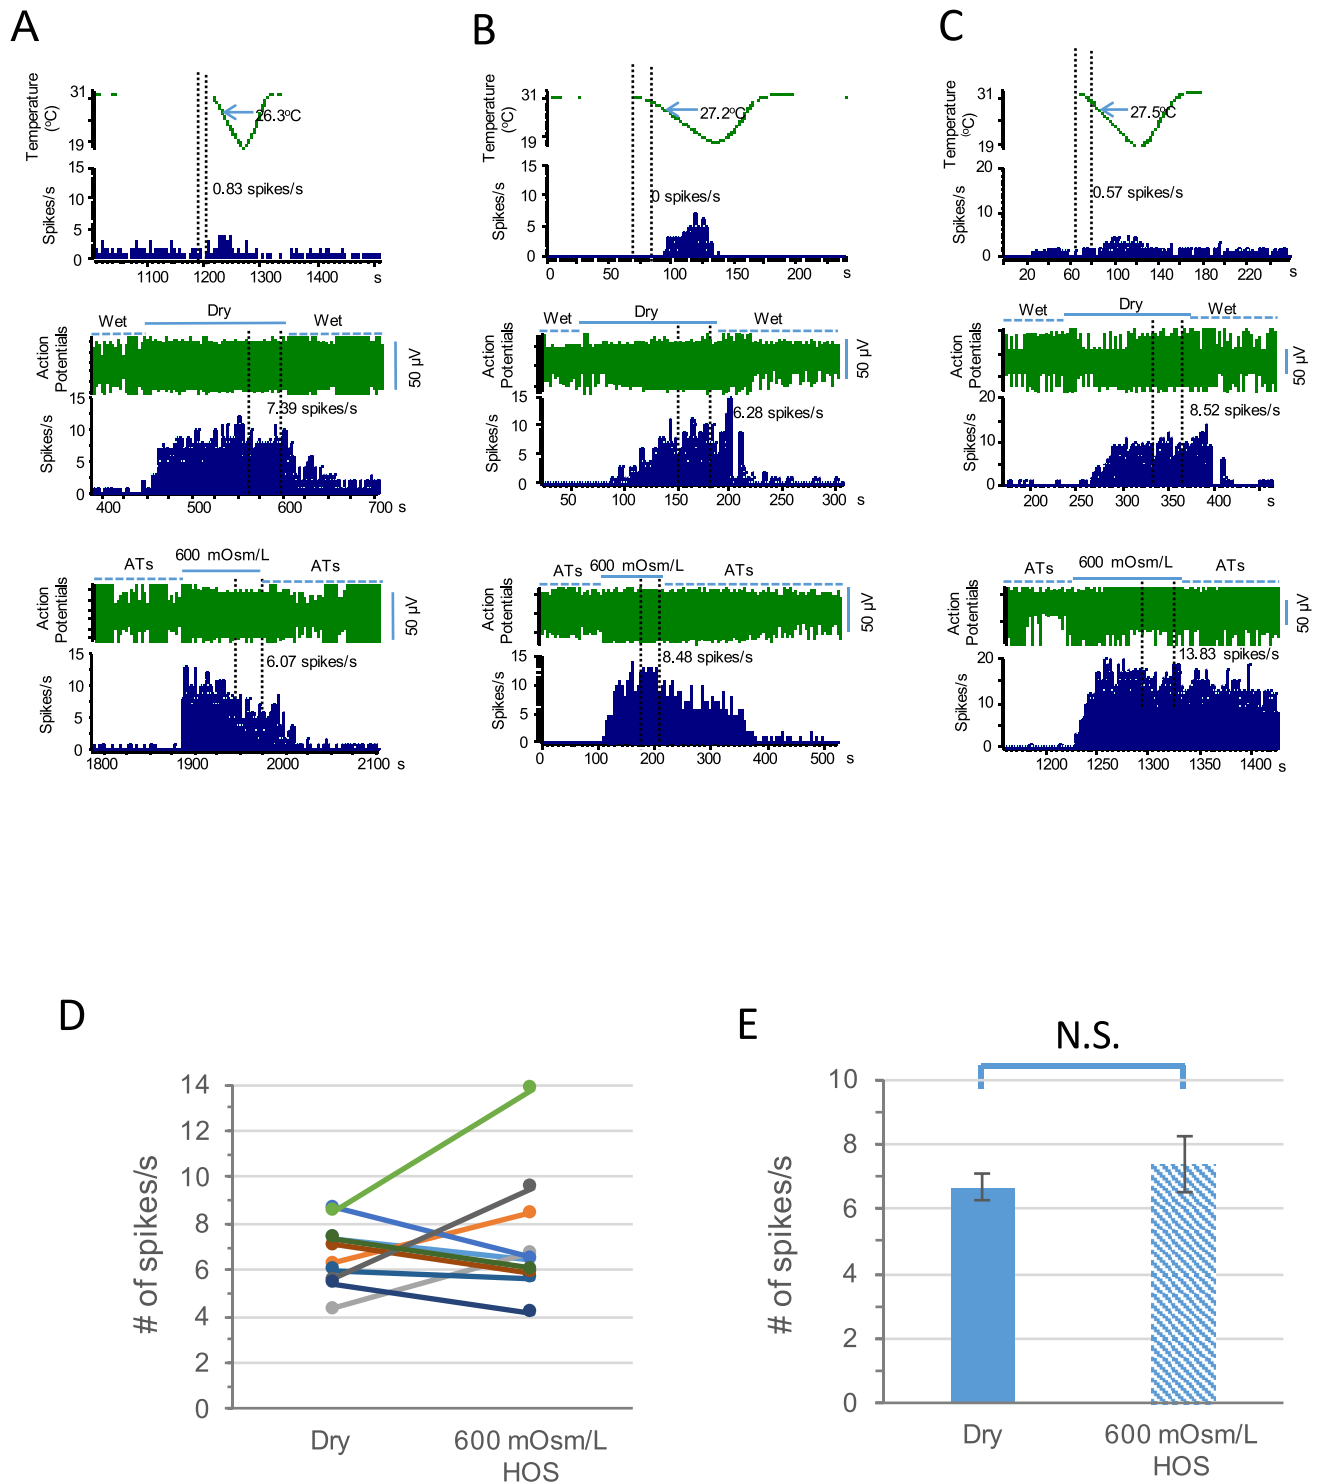 A
B
C
Temperature (ºC)
31
19
26.3ºC
Spikes/s
15
10
5
0
0.83 spikes/s
1100 1200 1300 1400 s
Temperature (ºC)
31
19
27.2ºC
Spikes/s
15
10
5
0
0 spikes/s
0 50 100 150 200 s
Temperature (ºC)
31
19
27.5ºC
Spikes/s
20
10
0
0.57 spikes/s
20 60 100 140 180 220 s
Wet Dry Wet
Action Potentials
50 µV
Spikes/s
15
10
5
0
7.39 spikes/s
400 500 600 700 s
Wet Dry Wet
Action Potentials
50 µV
Spikes/s
15
10
5
0
6.28 spikes/s
50 100 150 200 250 300 s
Wet Dry Wet
Action Potentials
50 µV
Spikes/s
20
10
0
8.52 spikes/s
200 250 300 350 400 s
ATs 600 mOsm/L ATs
Action Potentials
50 µV
Spikes/s
15
10
5
0
6.07 spikes/s
1800 1900 2000 2100 s
ATs 600 mOsm/L ATs
Action Potentials
50 µV
Spikes/s
15
10
5
0
8.48 spikes/s
0 100 200 300 400 500 s
ATs 600 mOsm/L ATs
Action Potentials
50 µV
Spikes/s
20
10
0
13.83 spikes/s
1200 1250 1300 1350 1400 s
D
# of spikes/s
14
12
10
8
6
4
2
0
Dry
600 mOsm/L
HOS
E
N.S.
# of spikes/s
10
8
6
4
2
0
Dry
600 mOsm/L
HOS